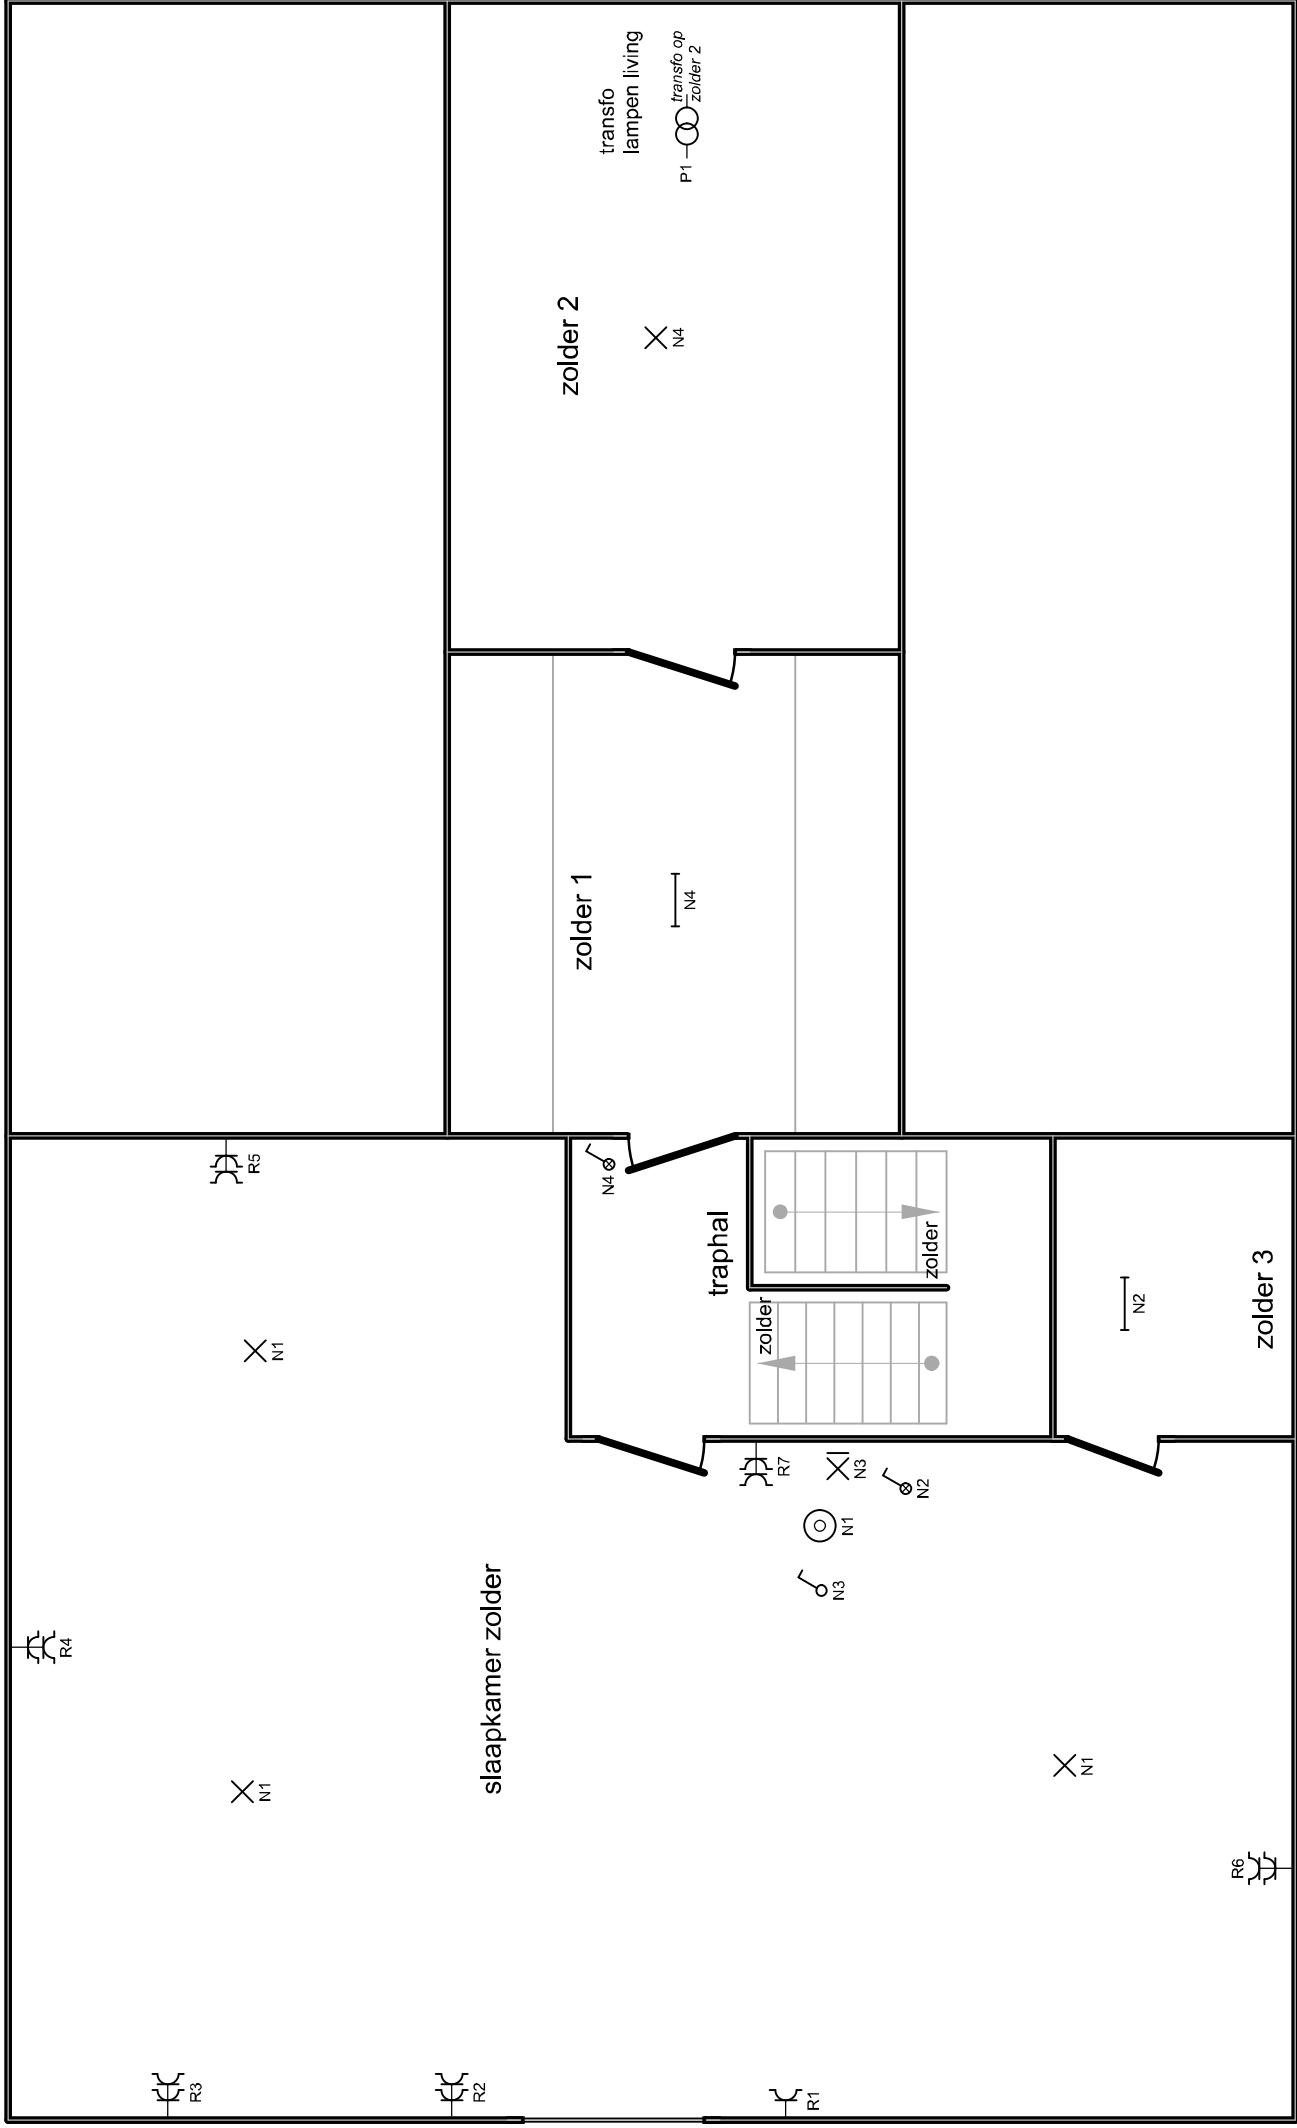 R3
R2
R1
N1
slaapkamer zolder
R4
N1
R5
N1
R6
N3
N1
N2
N3
R7
N4
traphal
zolder
zolder
N2
zolder 3
zolder 1
N4
zolder 2
N4
transfo
lampen living
P1
transfo op
zolder 2